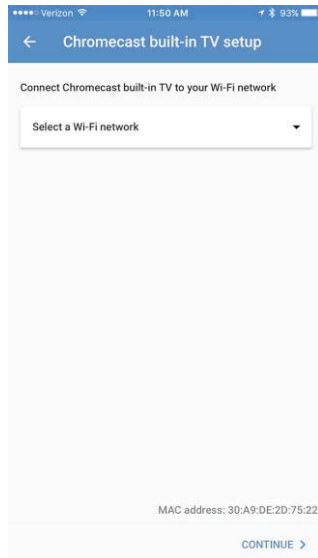 Verizon 11:50 AM 93%
Chromecast built-in TV setup
Connect Chromecast built-in TV to your Wi-Fi network
Select a Wi-Fi network
MAC address: 30:A9:DE:2D:75:22
CONTINUE